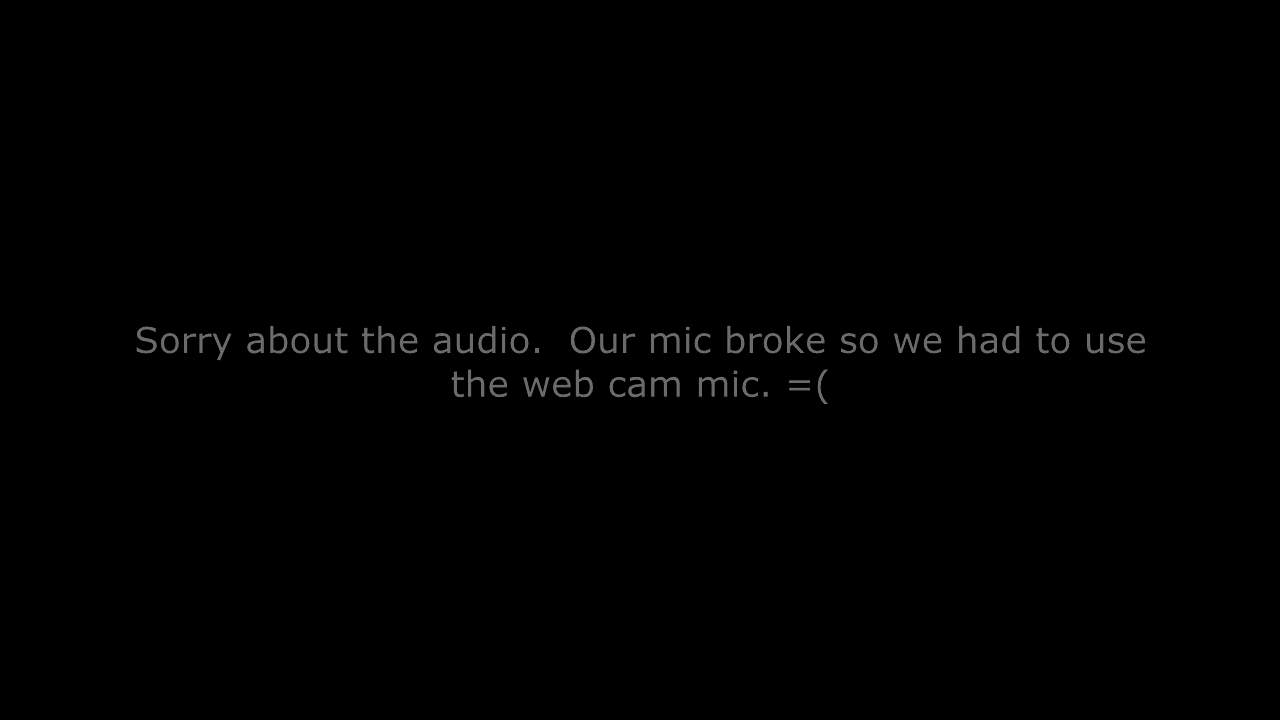 Sorry about the audio.  Our mic broke so we had to use
the web cam mic. =(